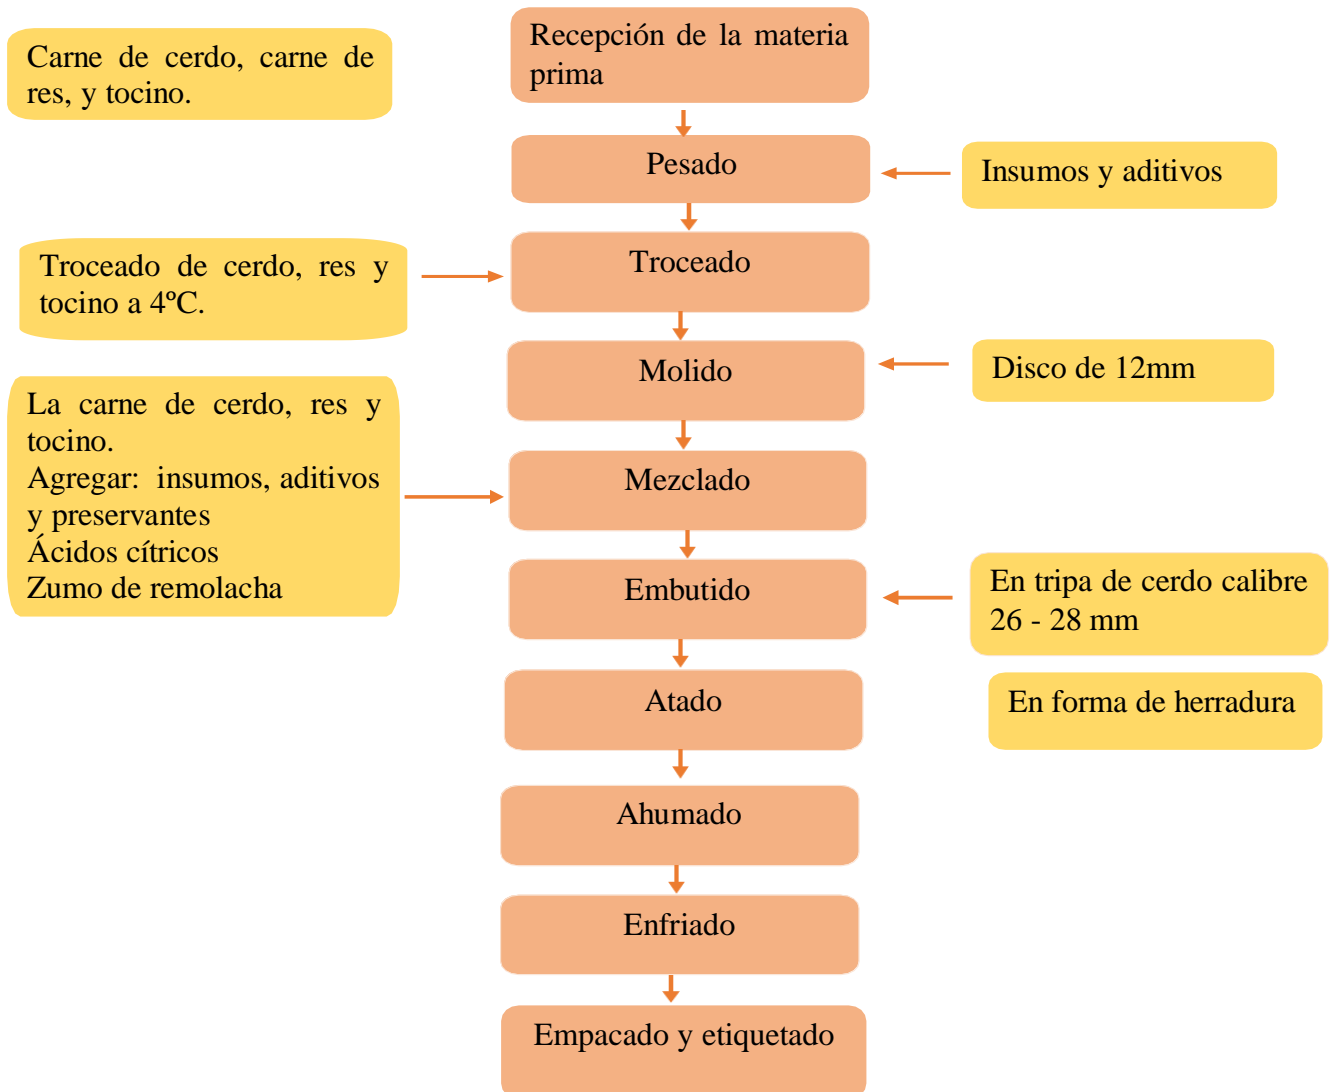 Carne de cerdo, carne de
res, y tocino.
Recepción de la materia
prima
Pesado
Insumos y aditivos
Troceado de cerdo, res y
tocino a 4ºC.
Troceado
Molido
Disco de 12mm
La carne de cerdo, res y
tocino.
Agregar: insumos, aditivos
y preservantes
Ácidos cítricos
Zumo de remolacha
Mezclado
Embutido
En tripa de cerdo calibre
26 - 28 mm
Atado
En forma de herradura
Ahumado
Enfriado
Empacado y etiquetado